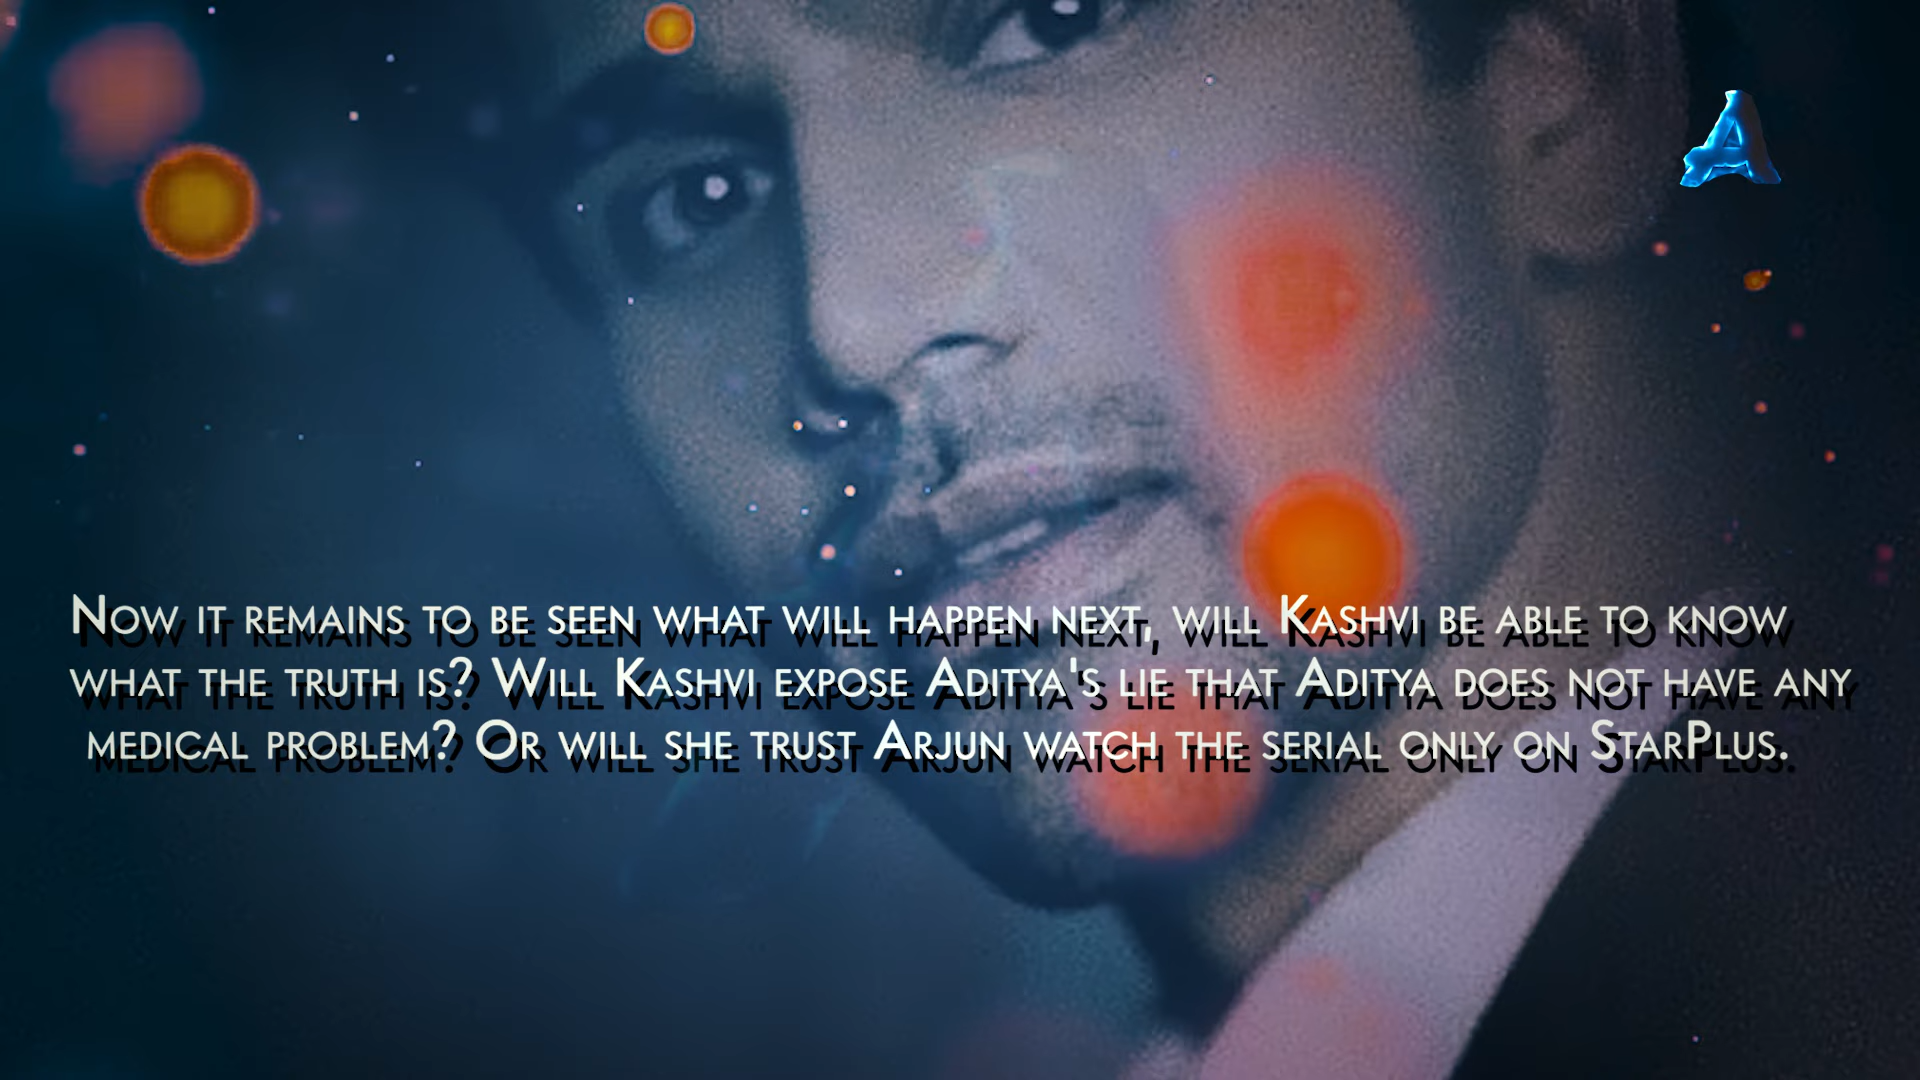 A
Now it remains to be seen what will happen next, will Kashvi be able to know
what the truth is? Will Kashvi expose Aditya's lie that Aditya does not have any
medical problem? Or will she trust Arjun watch the serial only on StarPlus.